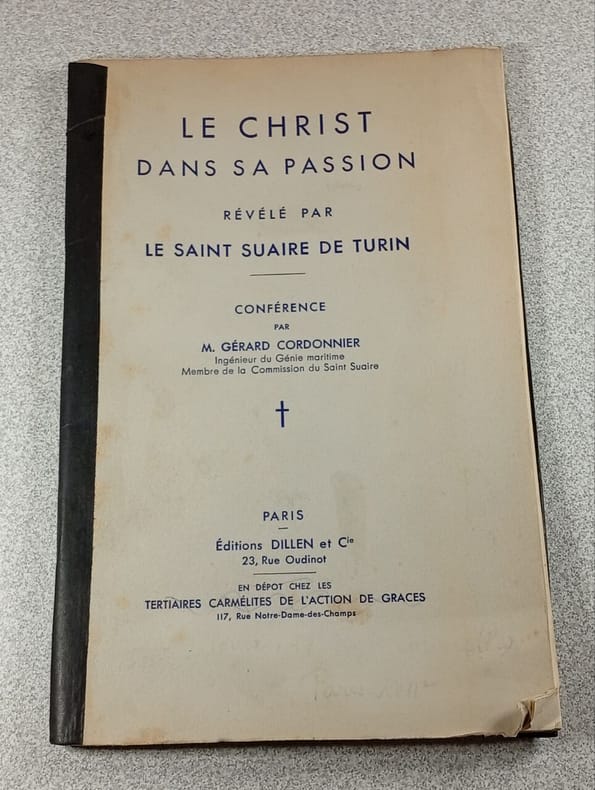 LE CHRIST
DANS SA PASSION
RÉVÉLÉ PAR
LE SAINT SUAIRE DE TURIN
CONFÉRENCE
PAR
M. GÉRARD CORDONNIER
Ingénieur du Génie maritime
Membre de la Commission du Saint Suaire
PARIS
Éditions DILLEN et Cie
23, Rue Oudinot
EN DÉPOT CHEZ LES
TERTIAIRES CARMÉLITES DE L'ACTION DE GRACES
117, Rue Notre-Dame-des-Champs